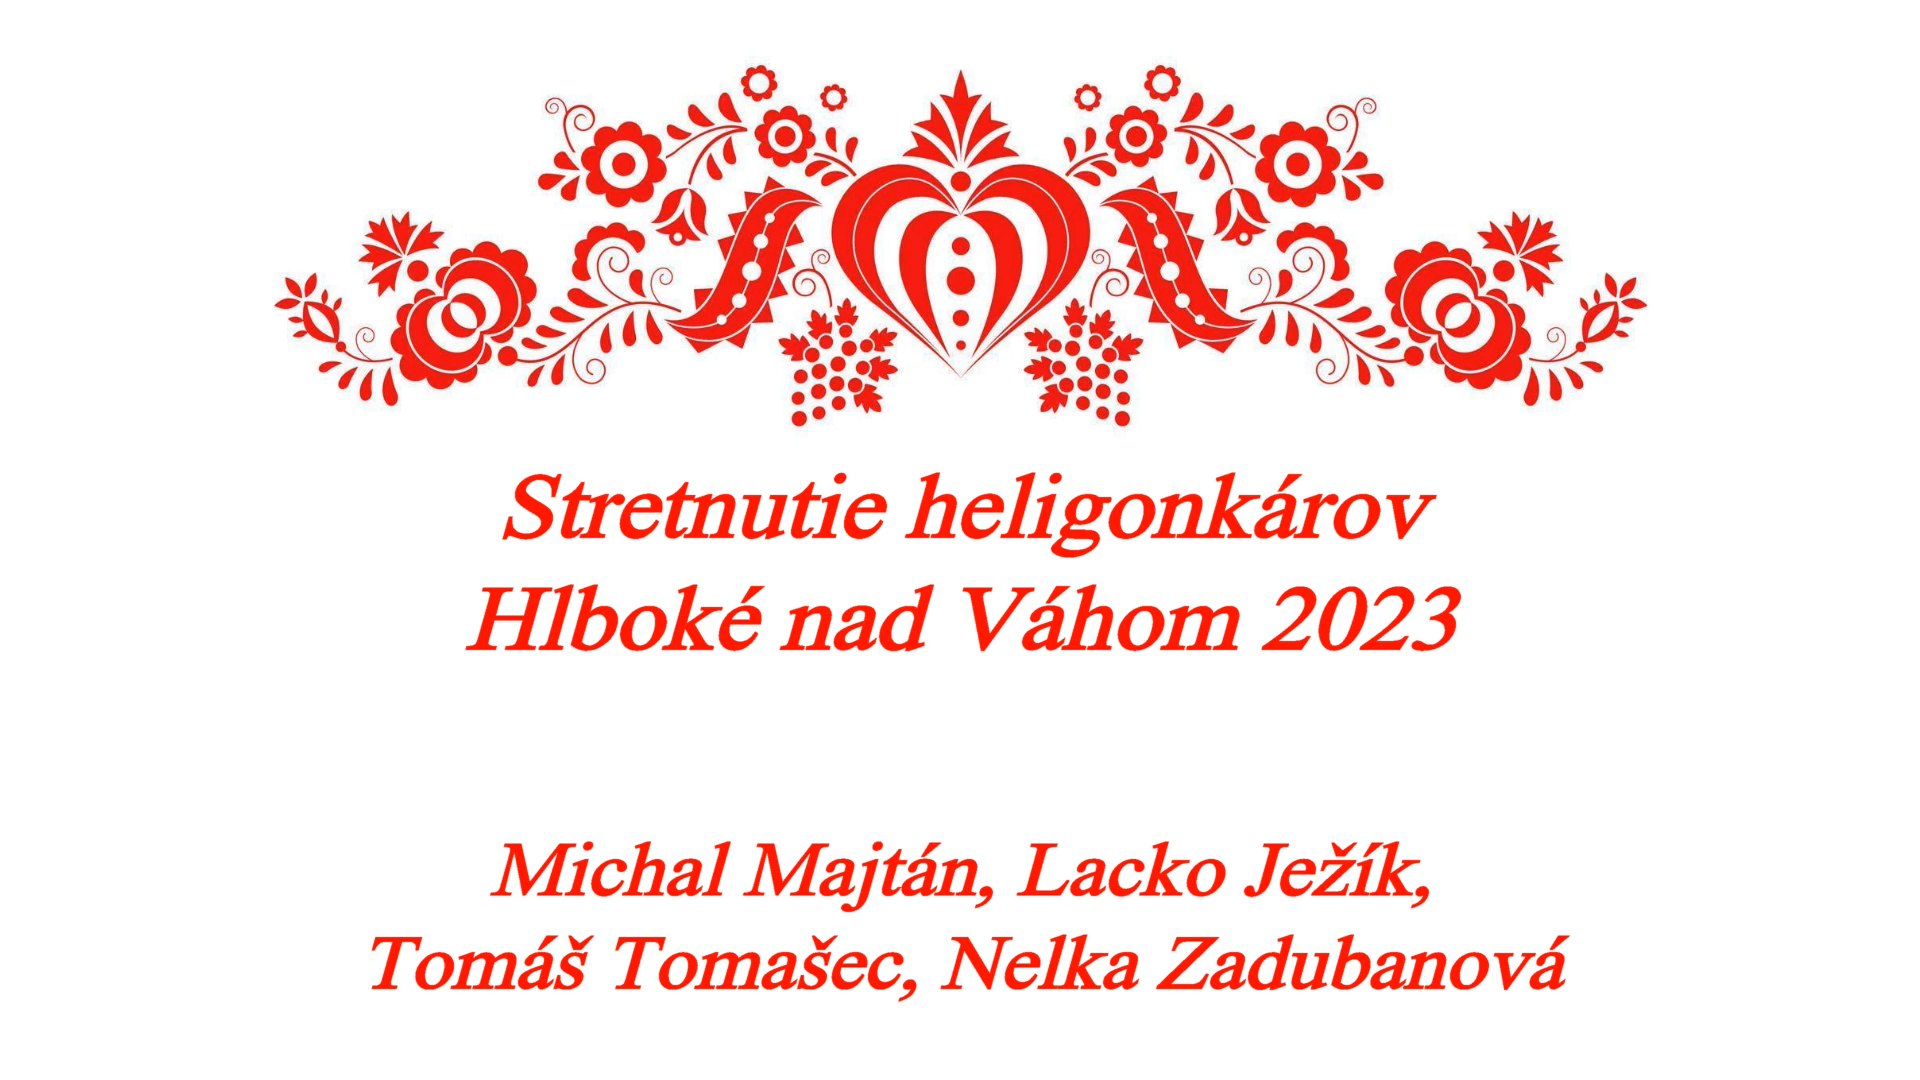 Stretnutie heligonkárov
Hlboké nad Váhom 2023
Michal Majtán, Lacko Ježík,
Tomáš Tomašec, Nelka Zadubanová